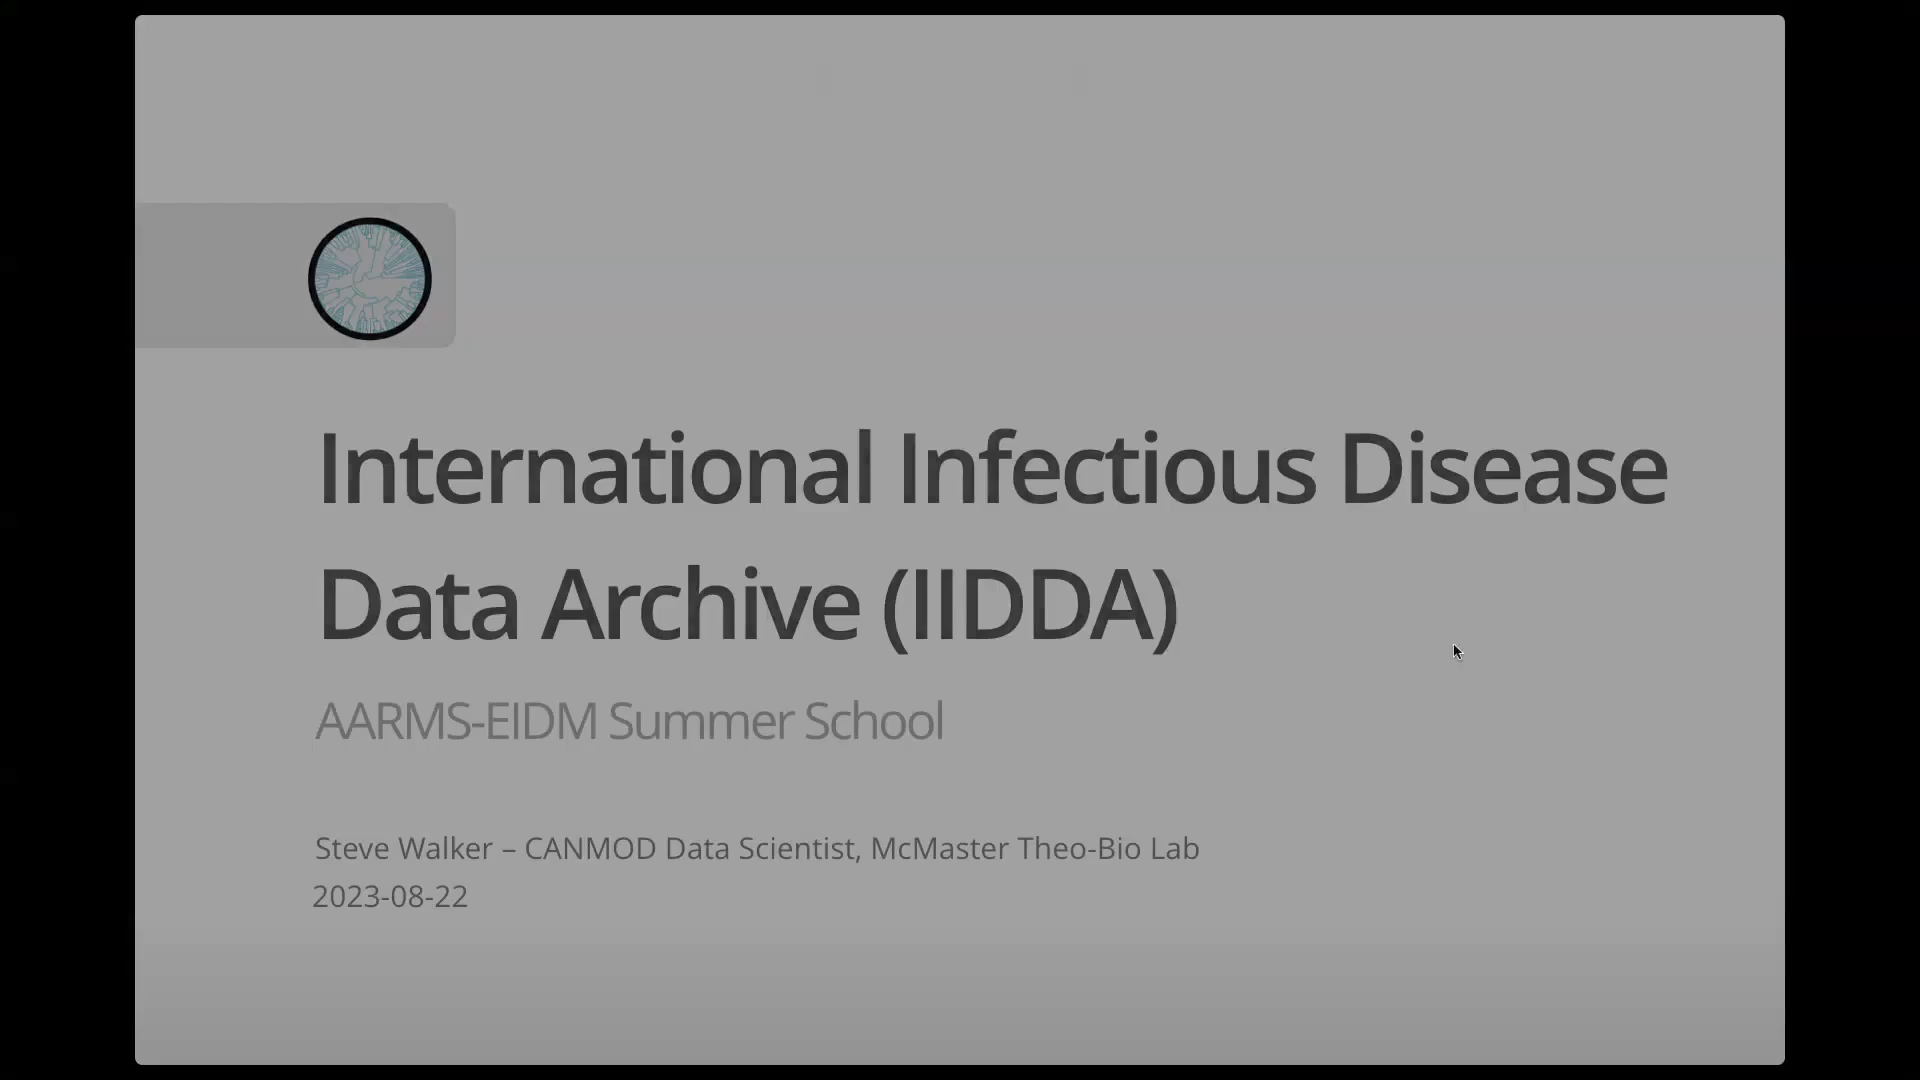 International Infectious Disease
Data Archive (IIDDA)
AARMS-EIDM Summer School
Steve Walker – CANMOD Data Scientist, McMaster Theo-Bio Lab
2023-08-22